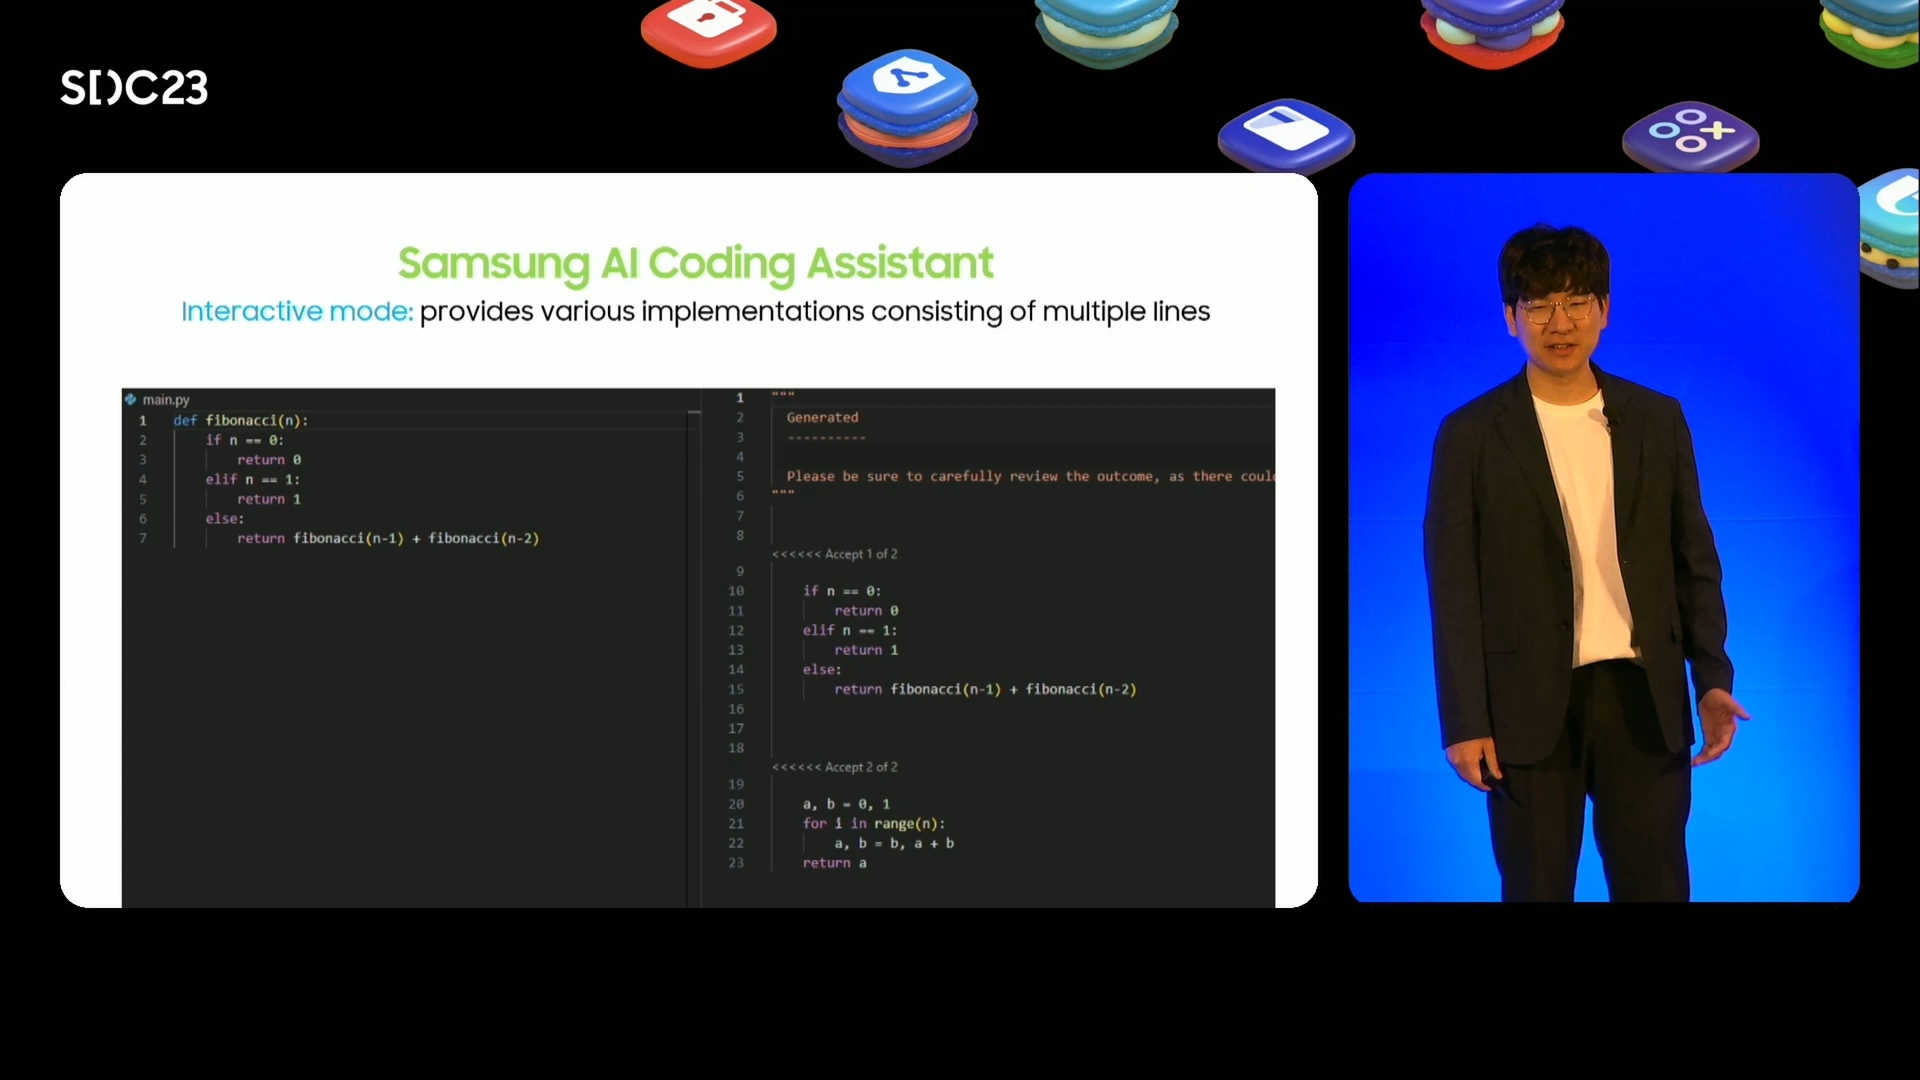 SDC23
Samsung AI Coding Assistant
Interactive mode: provides various implementations consisting of multiple lines
main.py
1 def fibonacci(n):
2 if n == 0:
3 return 0
4 elif n == 1:
5 return 1
6 else:
7 return fibonacci(n-1) + fibonacci(n-2)
1 """
2 Generated
3 ----------
4
5 Please be sure to carefully review the outcome, as there could
6 """
7
8
<<<<<< Accept 1 of 2
9
10 if n == 0:
11 return 0
12 elif n == 1:
13 return 1
14 else:
15 return fibonacci(n-1) + fibonacci(n-2)
16
17
18
<<<<<< Accept 2 of 2
19
20 a, b = 0, 1
21 for i in range(n):
22 a, b = b, a + b
23 return a